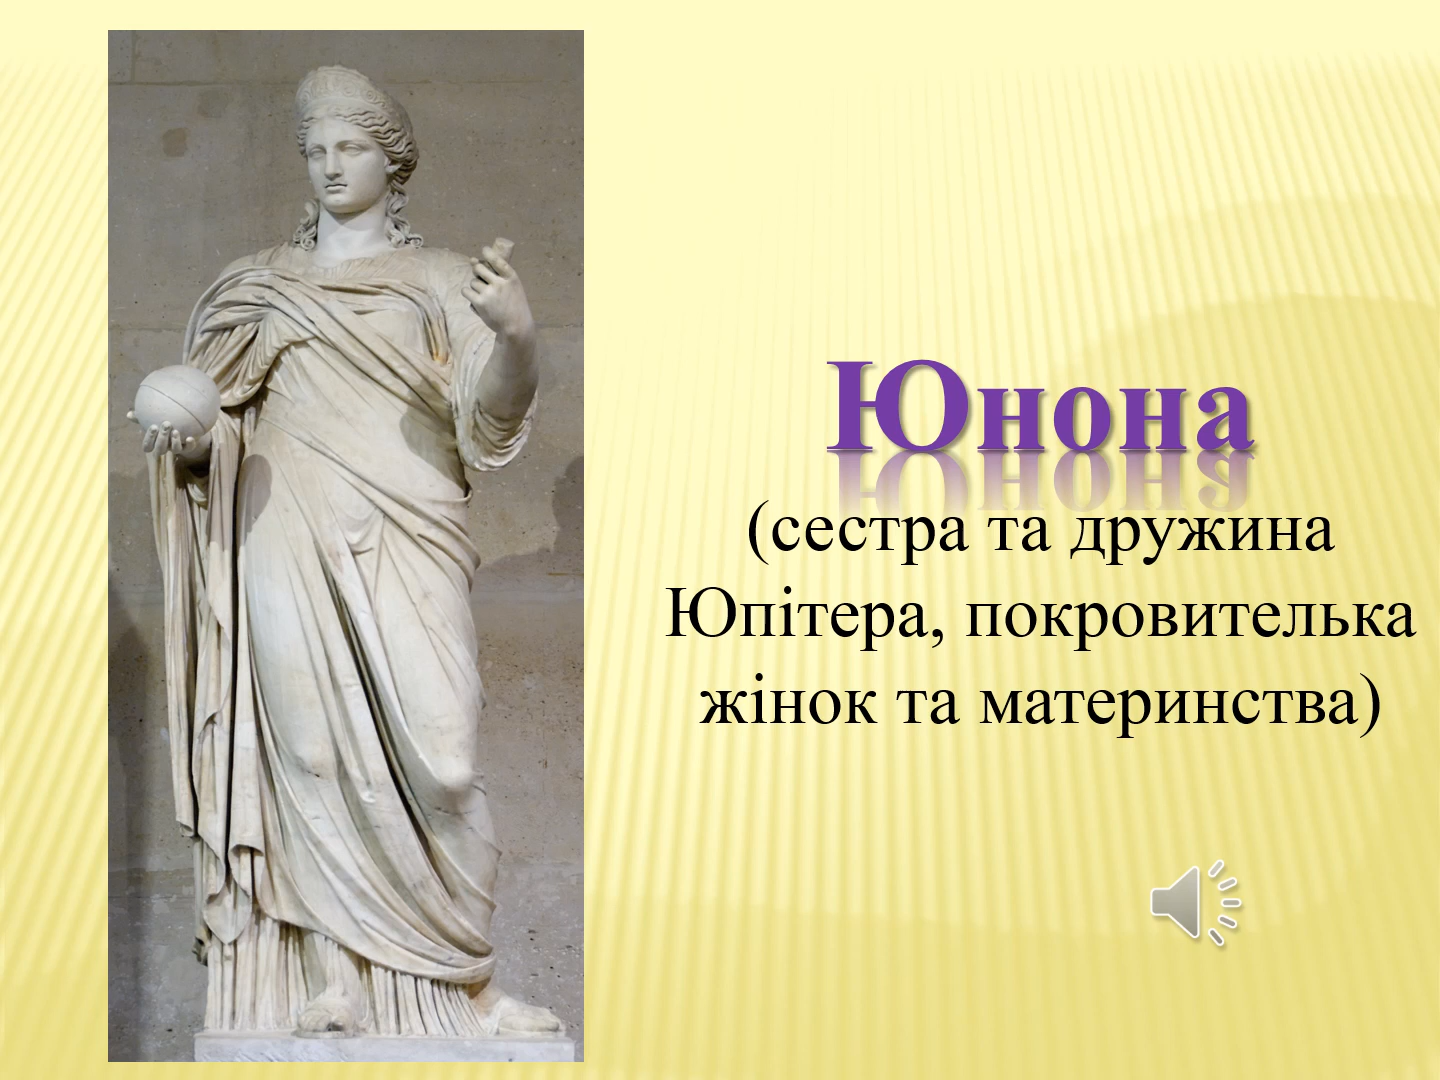 Юнона
(сестра та дружина
Юпітера, покровителька
жінок та материнства)